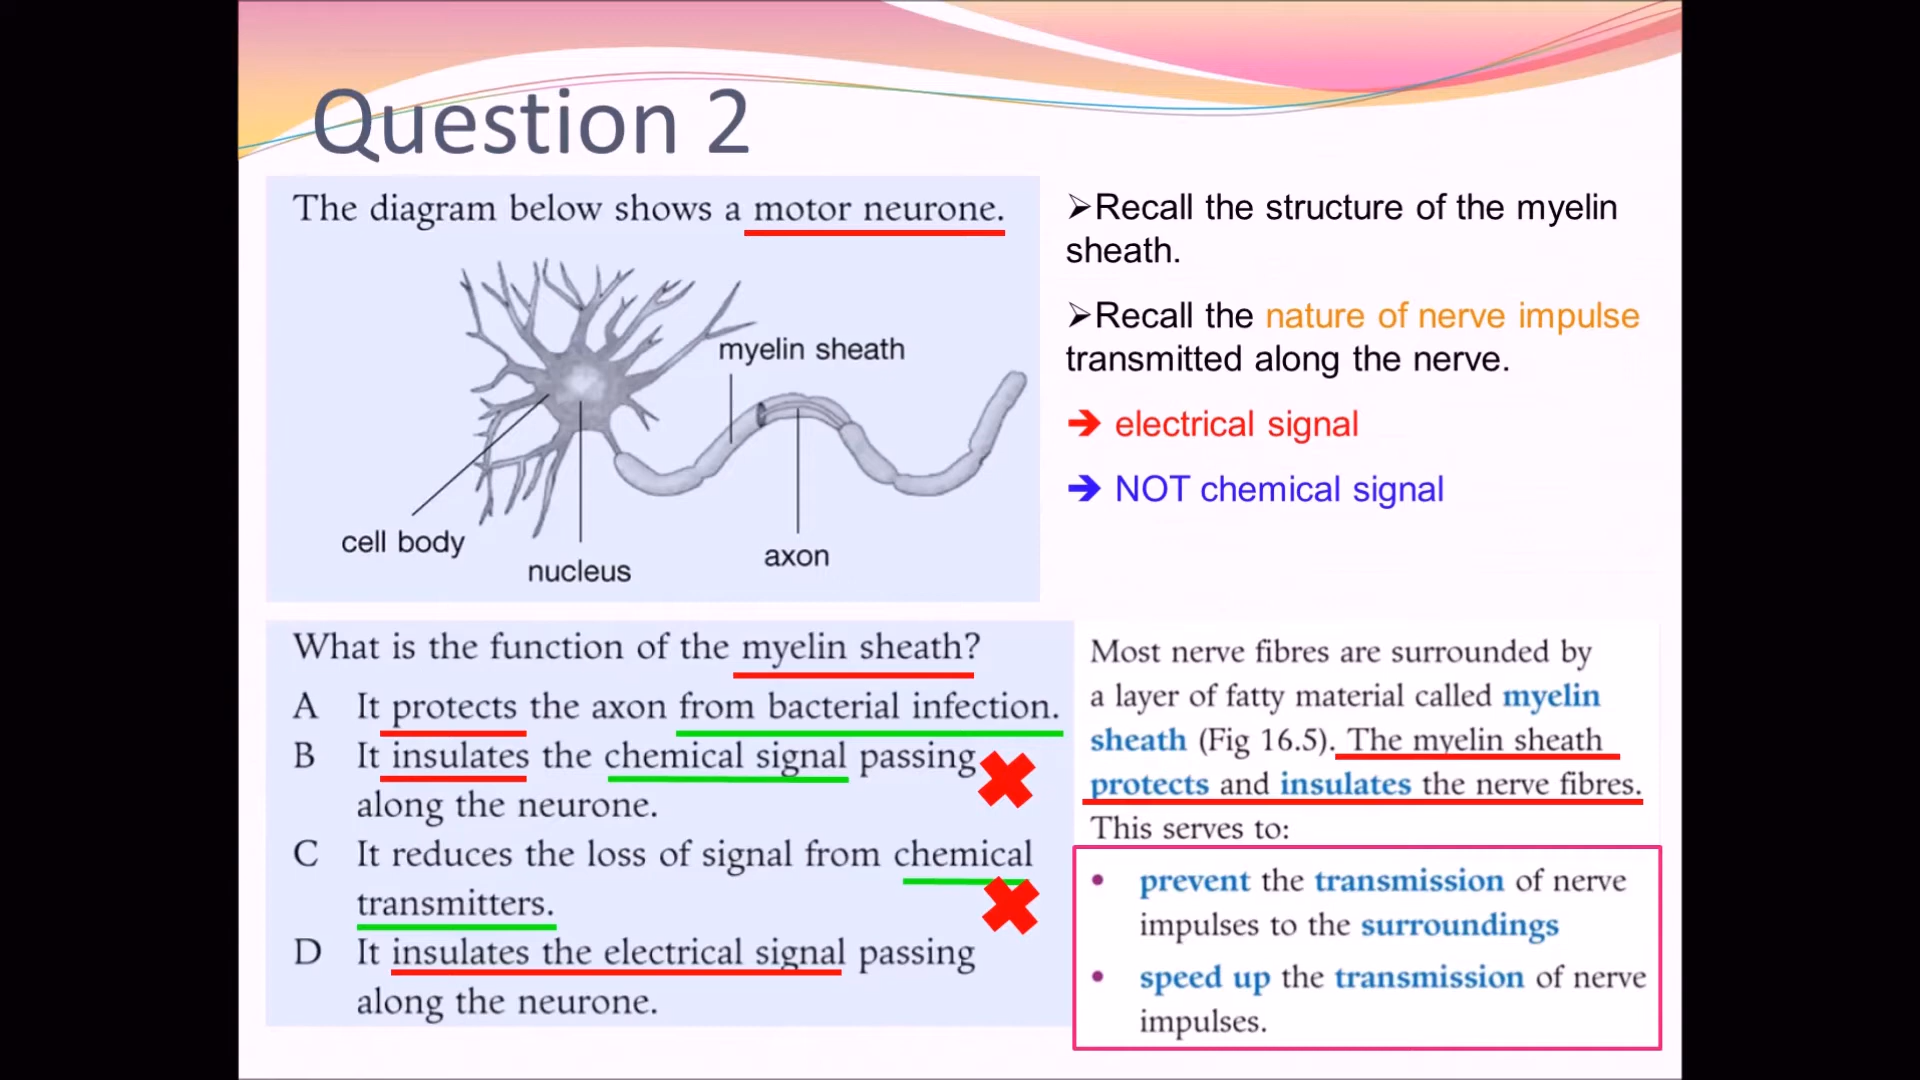 Question 2
The diagram below shows a motor neurone.
myelin sheath
cell body
nucleus
axon
➢Recall the structure of the myelin
sheath.
➢Recall the nature of nerve impulse
transmitted along the nerve.
➔ electrical signal
➔ NOT chemical signal
What is the function of the myelin sheath?
A It protects the axon from bacterial infection.
B It insulates the chemical signal passing
along the neurone.
C It reduces the loss of signal from chemical
transmitters.
D It insulates the electrical signal passing
along the neurone.
Most nerve fibres are surrounded by
a layer of fatty material called myelin
sheath (Fig 16.5). The myelin sheath
protects and insulates the nerve fibres.
This serves to:
• prevent the transmission of nerve
impulses to the surroundings
• speed up the transmission of nerve
impulses.